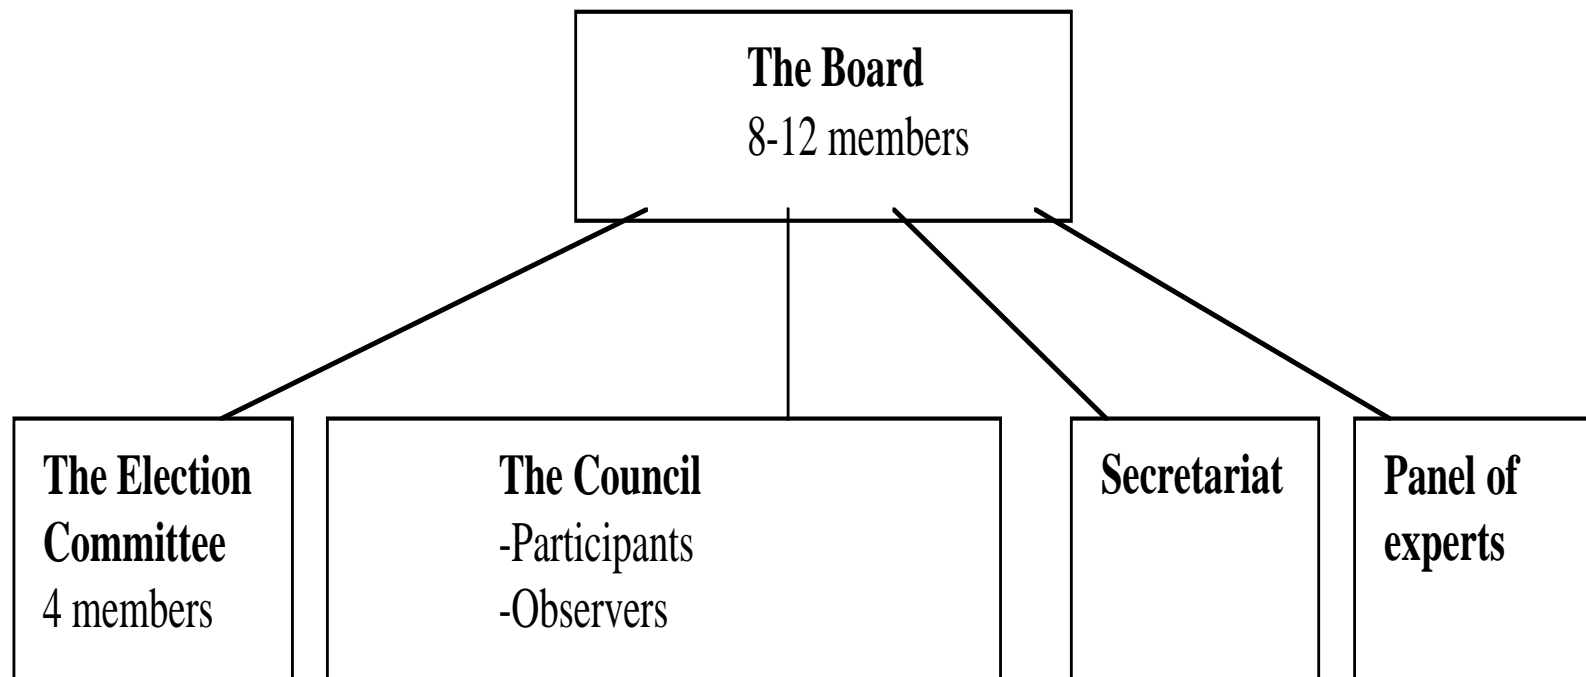 The Board
8-12 members
The Election
Committee
4 members
The Council
-Participants
-Observers
Secretariat
Panel of
experts